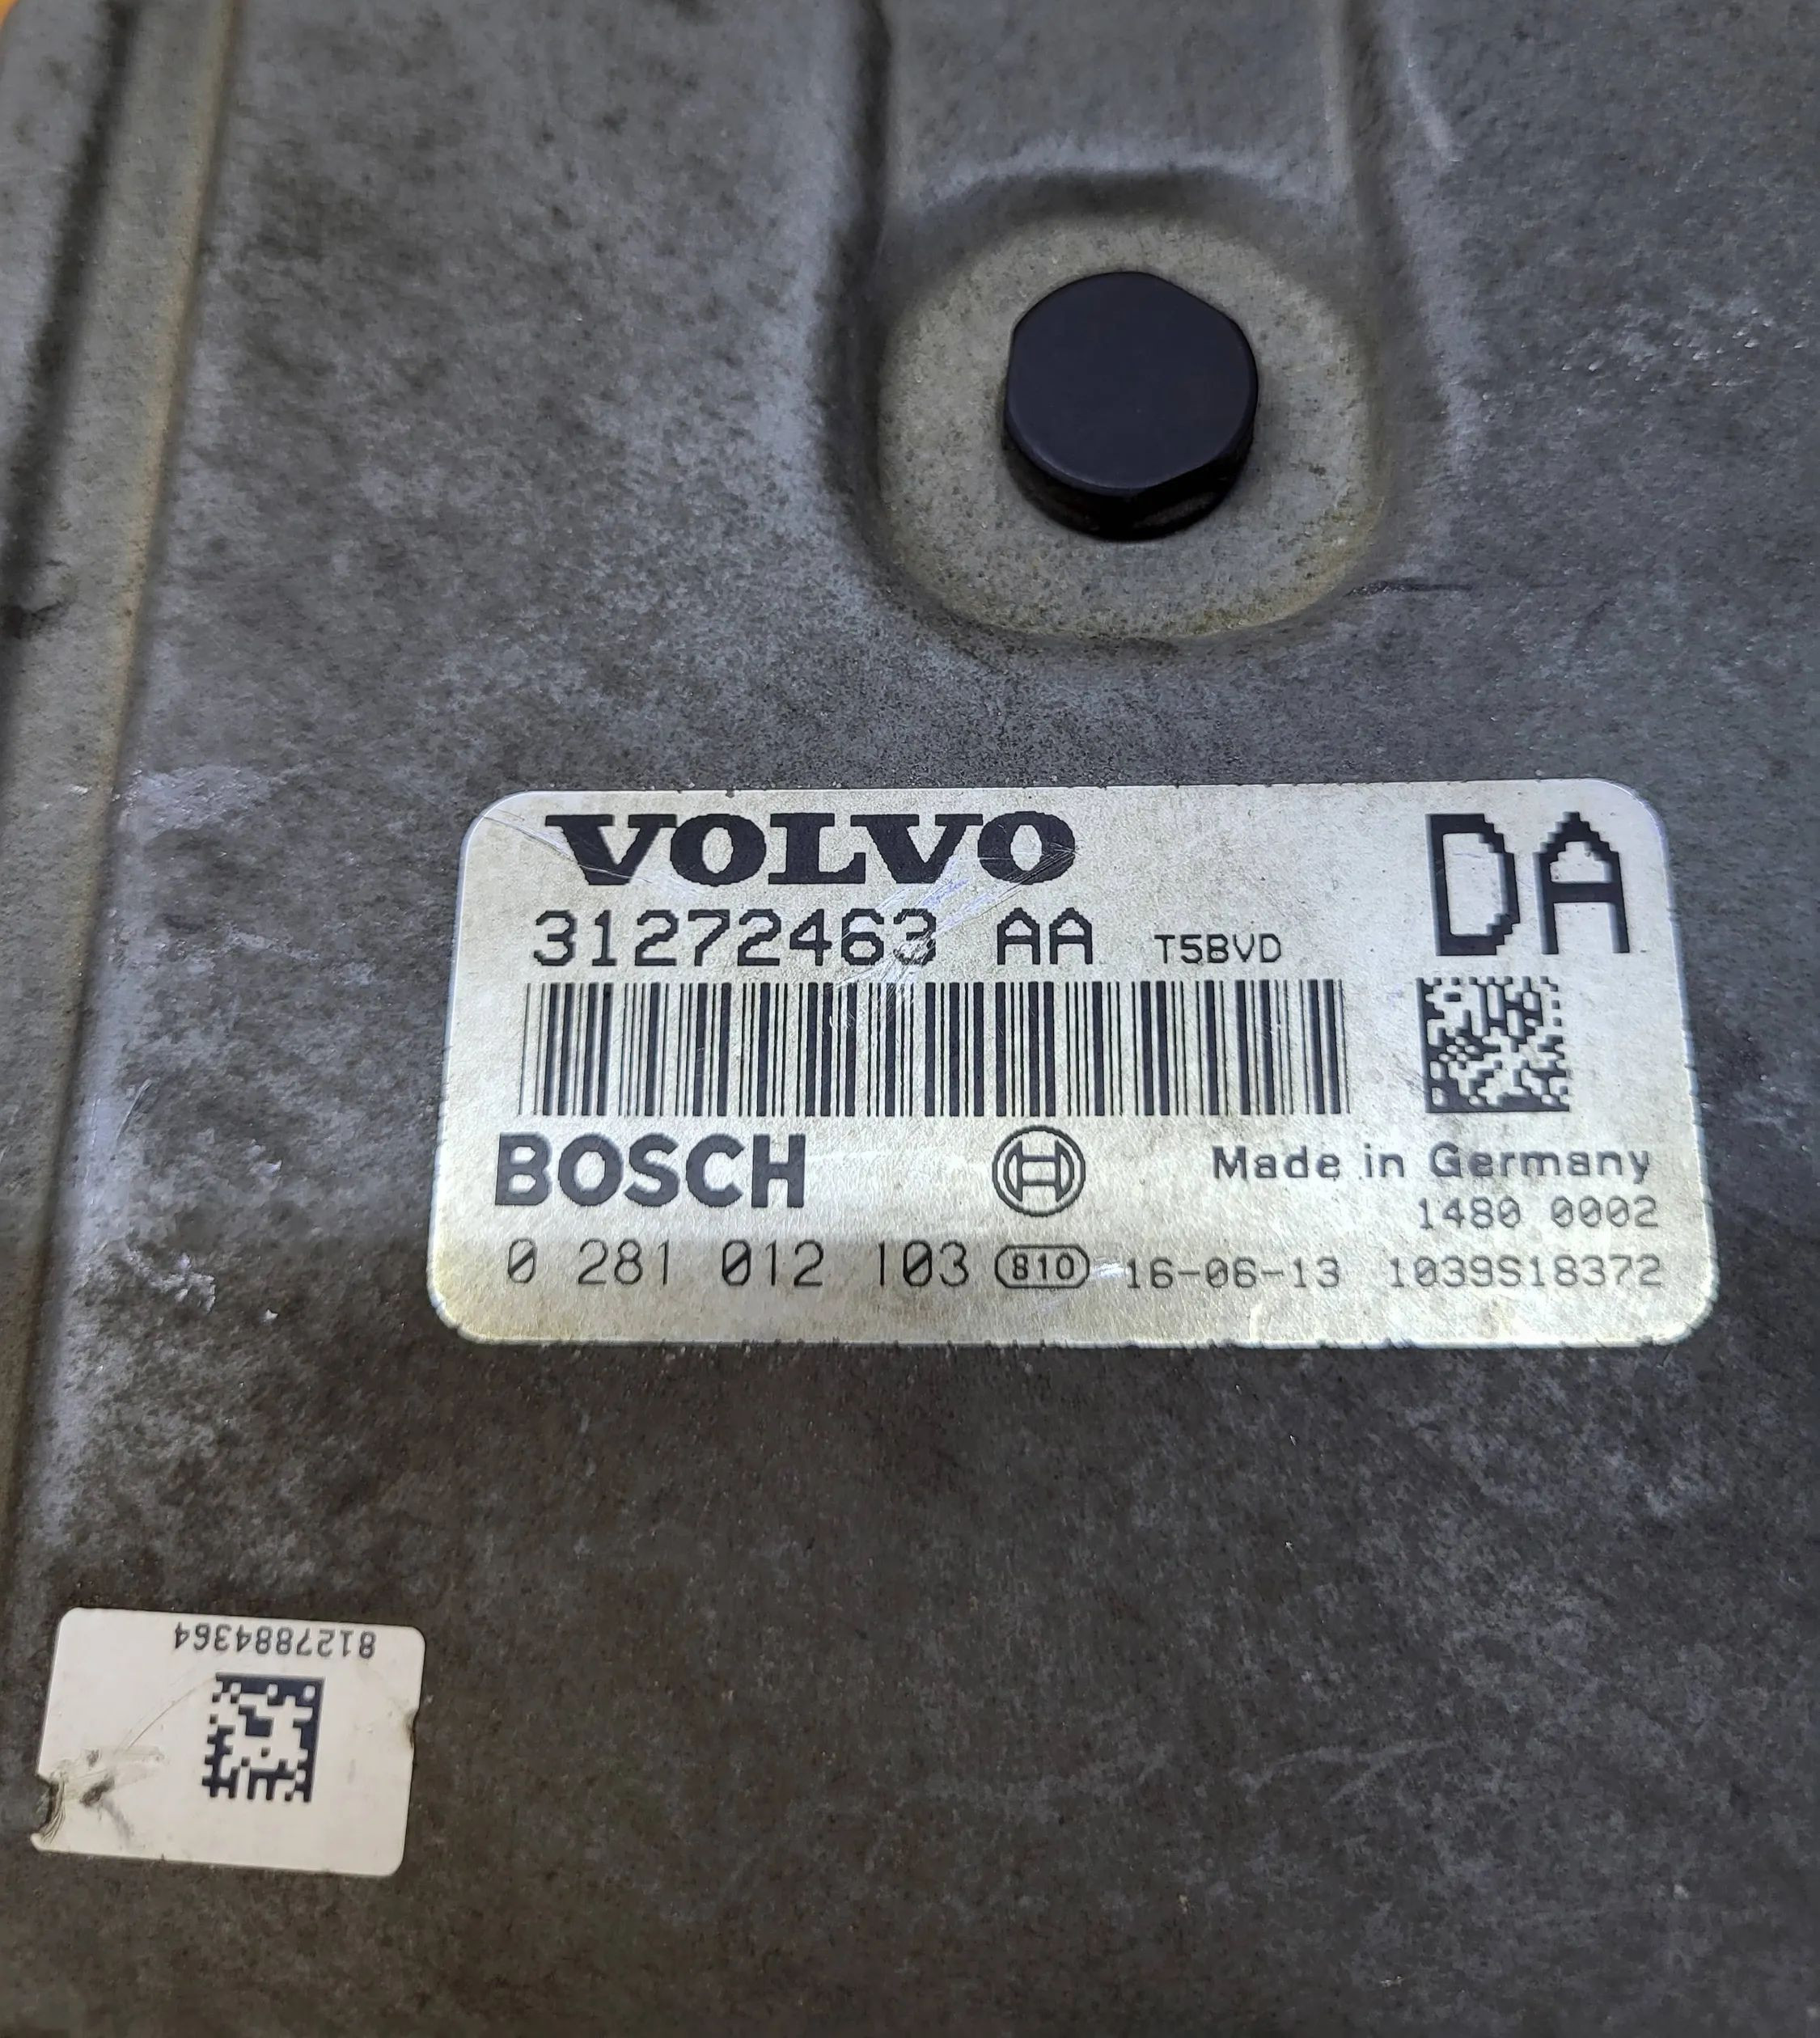 VOLVO
DA
31272463 AA T5BVD
BOSCH
Made in Germany
1480 0002
0 281 012 103 810 16-06-13 1039S18372
8127884364